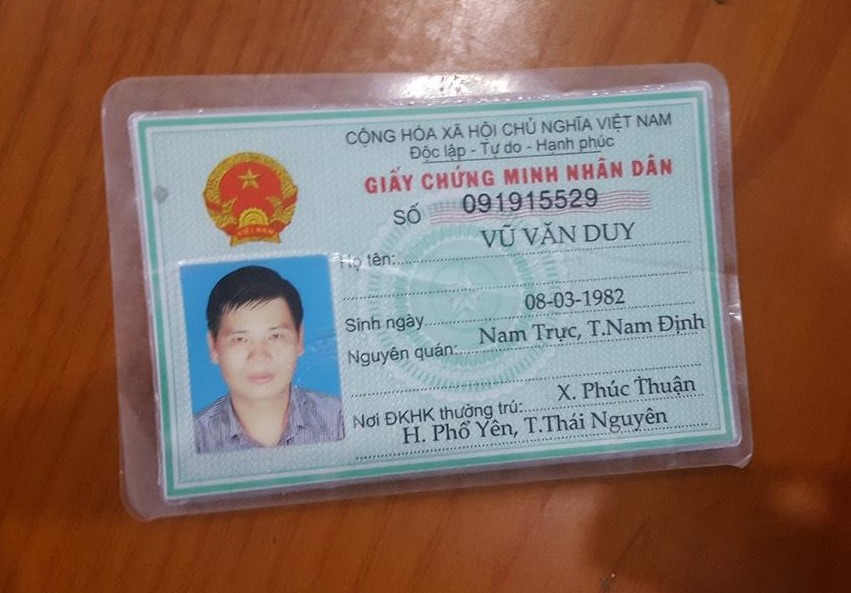 CỘNG HÒA XÃ HỘI CHỦ NGHĨA VIỆT NAM
Độc lập - Tự do - Hạnh phúc
GIẤY CHỨNG MINH NHÂN DÂN
SỐ 091915529
VIỆT NAM
Họ tên: VŨ VĂN DUY
Sinh ngày 08-03-1982
Nguyên quán: Nam Trực, T.Nam Định
Nơi ĐKHK thường trú: X. Phúc Thuận
H. Phổ Yên, T.Thái Nguyên